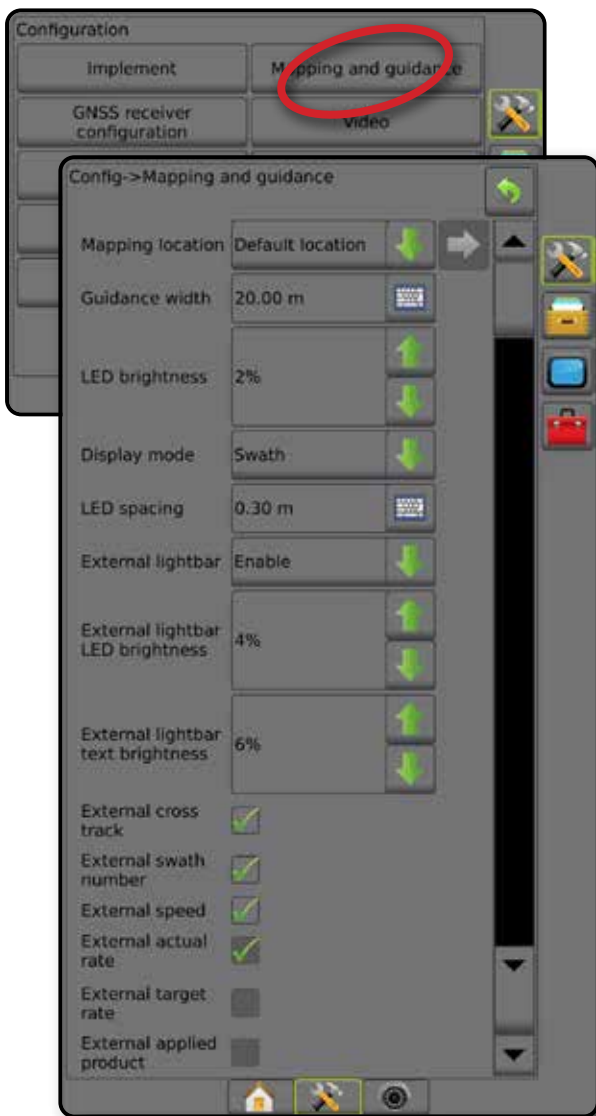 Configuration
Implement
Mapping and guidance
GNSS receiver
configuration
Video
Config->Mapping and guidance
Mapping location
Default location
Guidance width
20.00 m
LED brightness
2%
Display mode
Swath
LED spacing
0.30 m
External lightbar
Enable
External lightbar
LED brightness
4%
External lightbar
text brightness
6%
External cross
track
External swath
number
External speed
External actual
rate
External target
rate
External applied
product